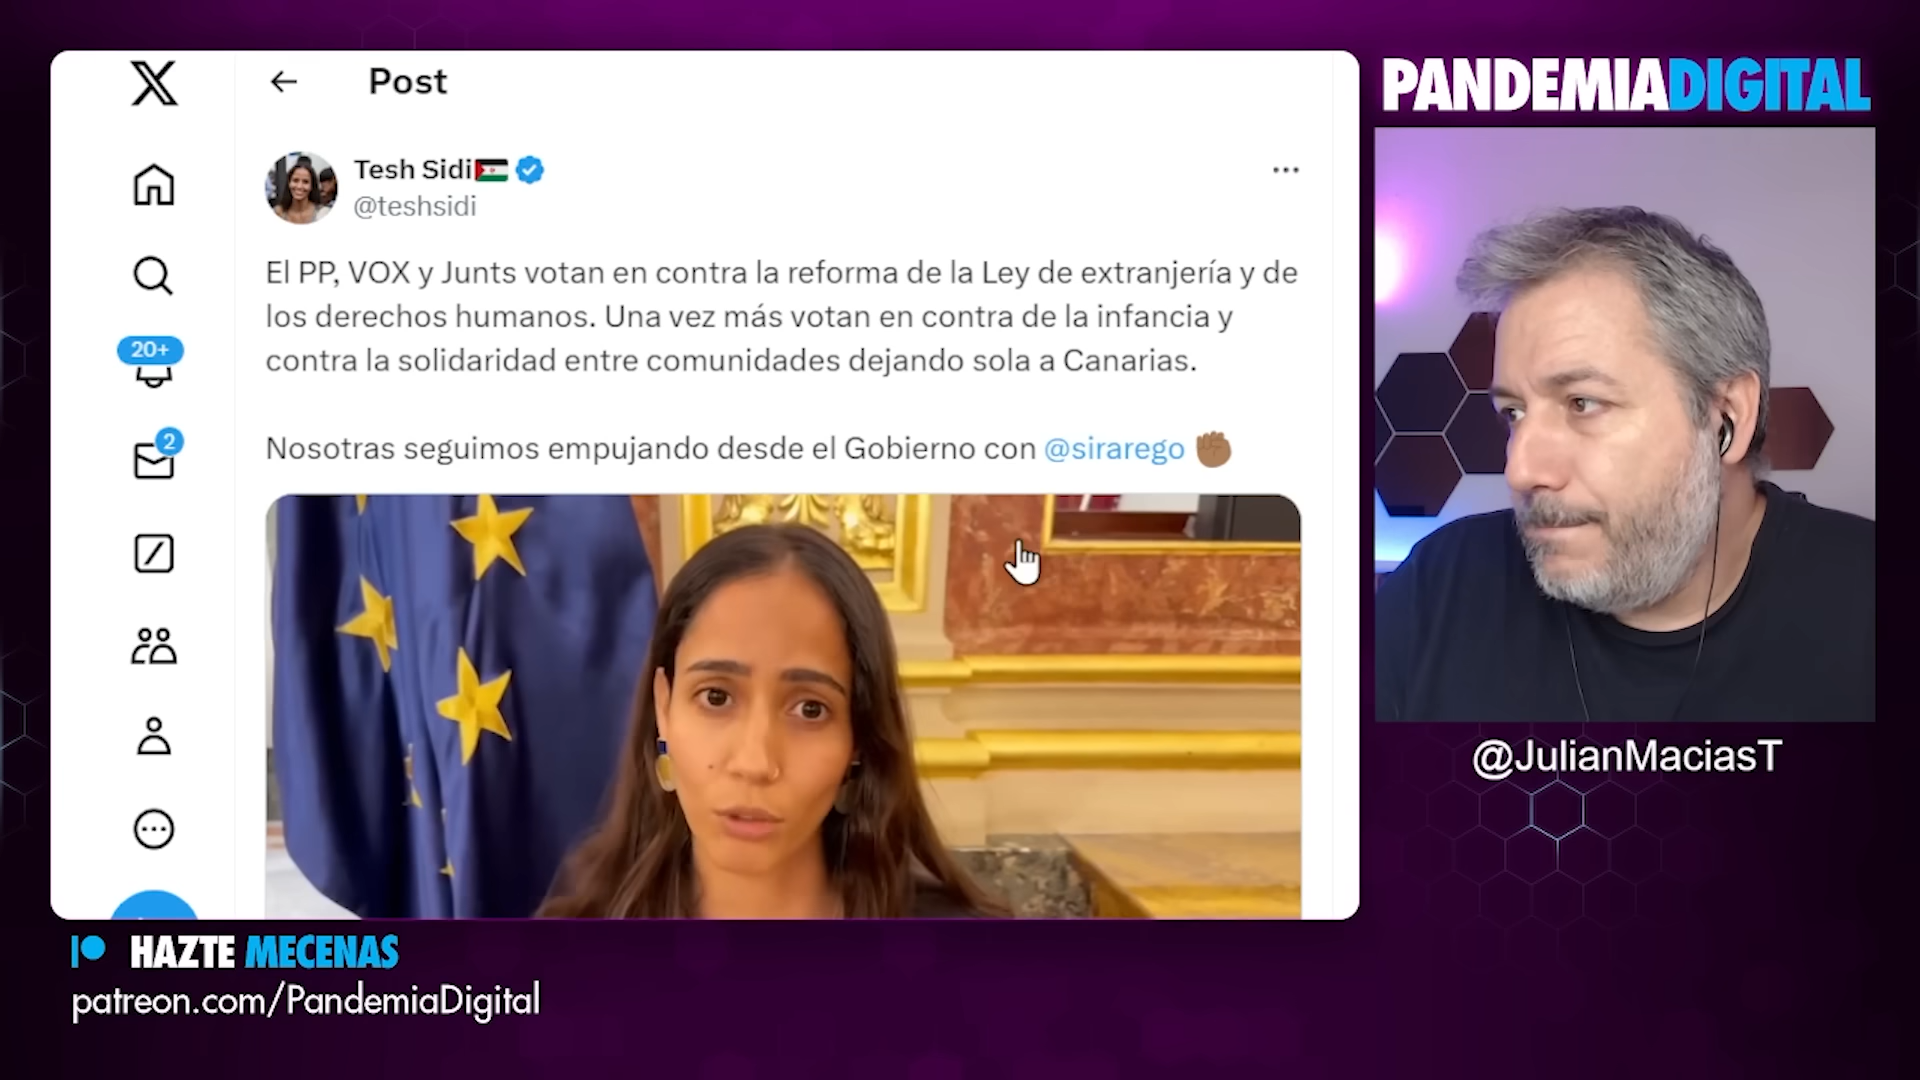 Post
Tesh Sidi
@teshsidi
El PP, VOX y Junts votan en contra la reforma de la Ley de extranjería y de
los derechos humanos. Una vez más votan en contra de la infancia y
contra la solidaridad entre comunidades dejando sola a Canarias.
Nosotras seguimos empujando desde el Gobierno con @sirarego
20+
2
PANDEMIADIGITAL
@JulianMaciasT
HAZTE MECENAS
patreon.com/PandemiaDigital